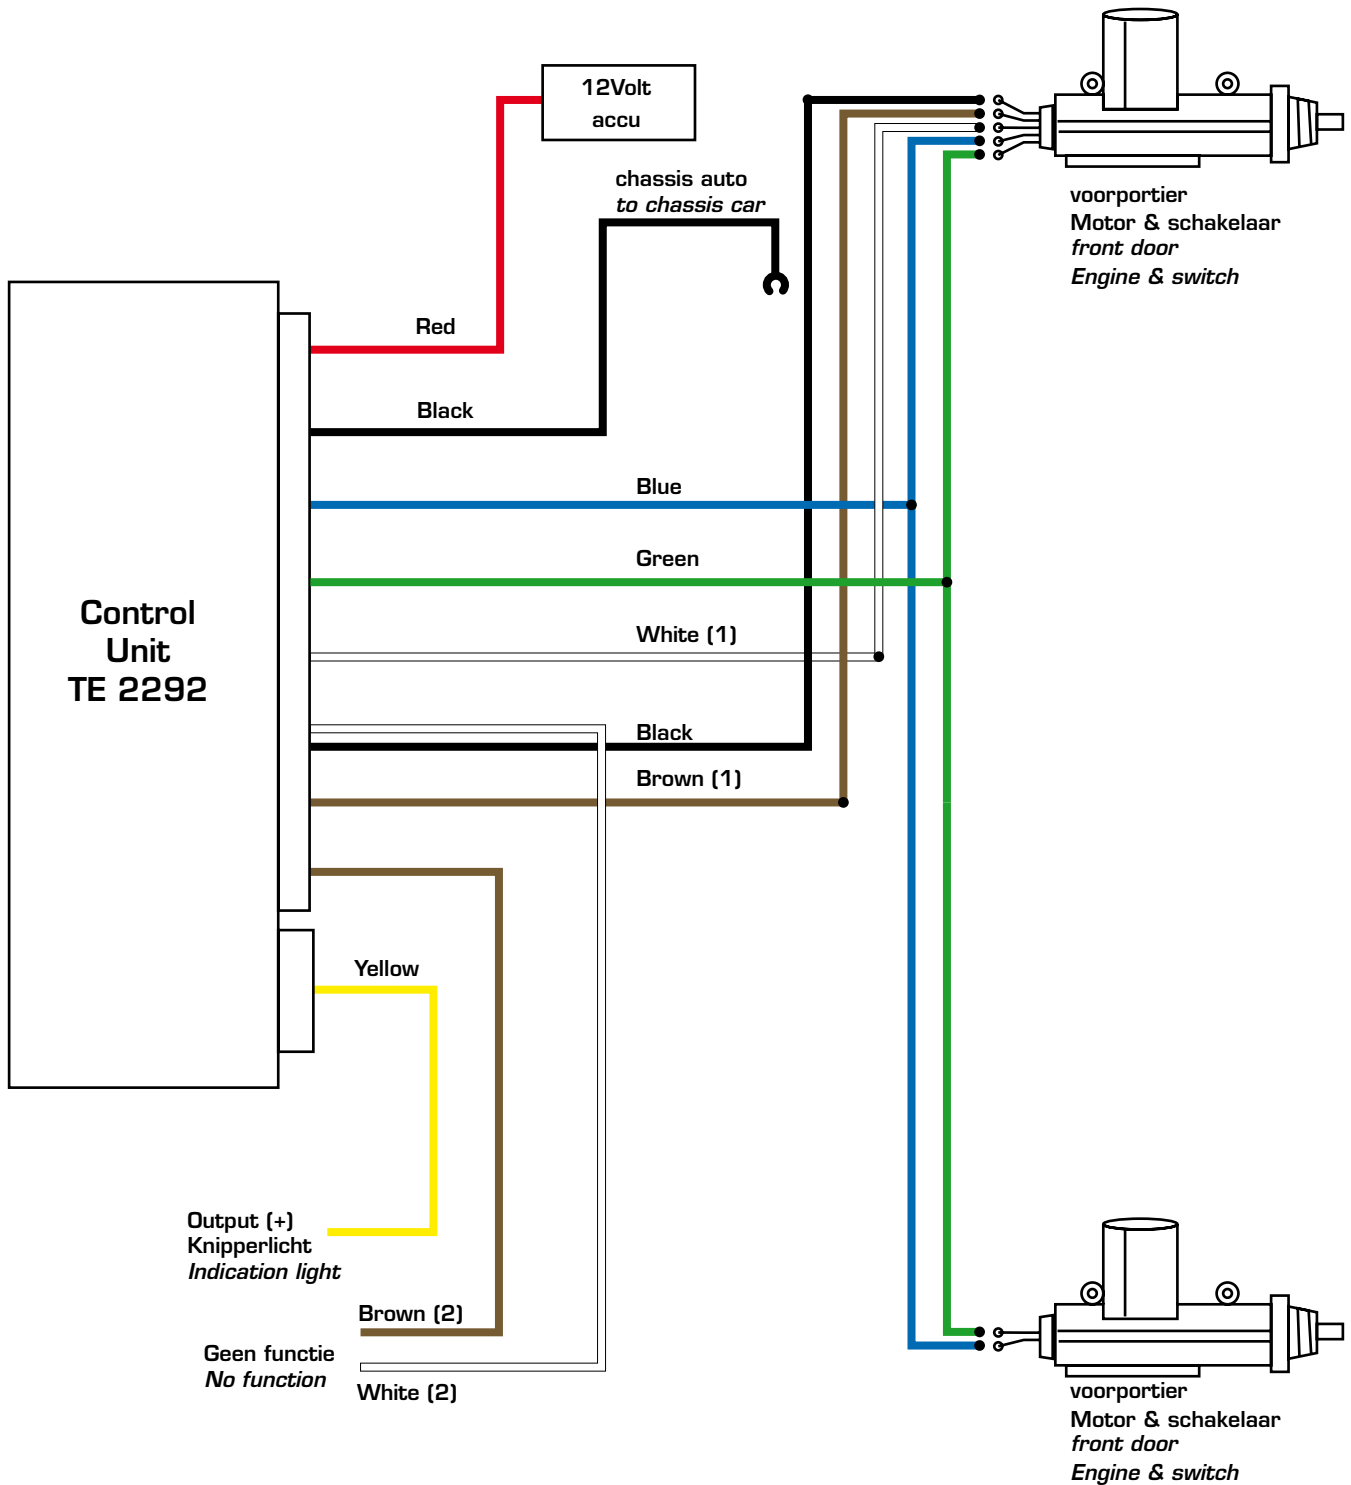 12Volt
accu
chassis auto
to chassis car
voorportier
Motor & schakelaar
front door
Engine & switch
Red
Black
Blue
Green
Control
Unit
TE 2292
White (1)
Black
Brown (1)
Yellow
Output (+)
Knipperlicht
Indication light
Brown (2)
Geen functie
No function
White (2)
voorportier
Motor & schakelaar
front door
Engine & switch